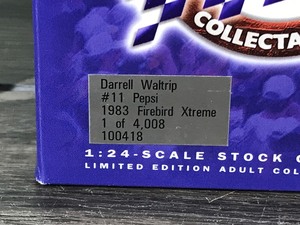 COLLECTA
Darrell Waltrip
#11 Pepsi
1983 Firebird Xtreme
1 of 4,008
100418
1:24-SCALE STOCK
LIMITED EDITION ADULT COL